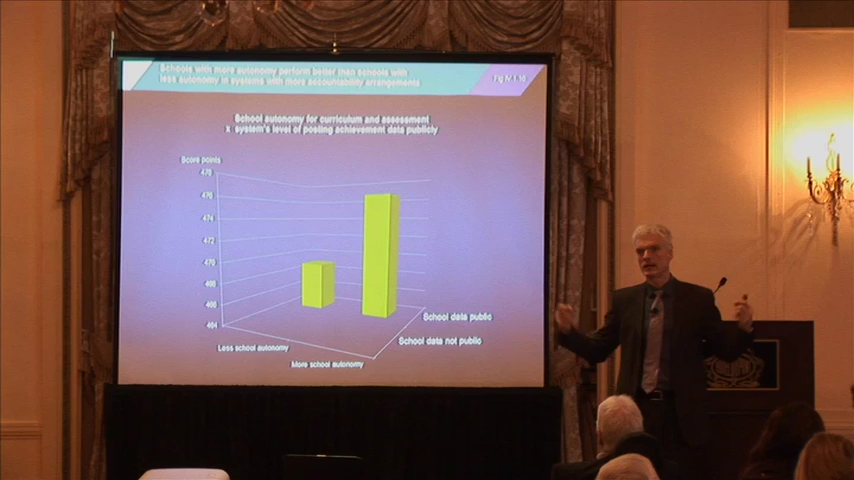 Schools with more autonomy perform better than schools with
less autonomy in systems with more accountability arrangements
Fig IV.1.16
School autonomy for curriculum and assessment
x system's level of posting achievement data publicly
Score points
478
476
474
472
470
468
466
464
School data public
School data not public
Less school autonomy
More school autonomy